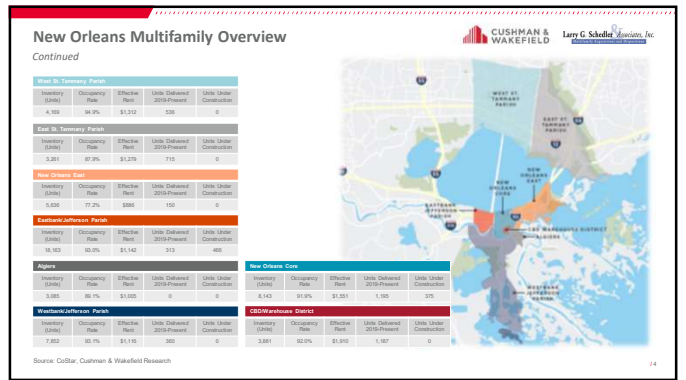 New Orleans Multifamily Overview
Continued
CUSHMAN &
WAKEFIELD
Larry G. Schedler & Associates, Inc.
West St. Tammany Parish
Inventory (Units) Occupancy Rate Effective Rent Units Delivered 2019-Present Units Under Construction
4,169 94.9% $1,312 536 0
East St. Tammany Parish
Inventory (Units) Occupancy Rate Effective Rent Units Delivered 2019-Present Units Under Construction
3,261 87.9% $1,279 715 0
New Orleans East
Inventory (Units) Occupancy Rate Effective Rent Units Delivered 2019-Present Units Under Construction
5,636 77.2% 150 0
Eastbank/Jefferson Parish
Inventory (Units) Occupancy Rate Effective Rent Units Delivered 2019-Present Units Under Construction
93.0% $1,142 313
Algiers
Inventory (Units) Occupancy Rate Effective Rent Units Delivered 2019-Present Units Under Construction
3,085 89.1% 0 0
Westbank/Jefferson Parish
Inventory (Units) Occupancy Rate Effective Rent Units Delivered 2019-Present Units Under Construction
7,852 93.1% $1,116 360 0
New Orleans Core
Inventory (Units) Occupancy Rate Effective Rent Units Delivered 2019-Present Units Under Construction
8,143 91.9% $1,551 1,195 375
CBD/Warehouse District
Inventory (Units) Occupancy Rate Effective Rent Units Delivered 2019-Present Units Under Construction
3,881 92.0% $1,910 1,187 0
WEST ST.
TAMMANY
PARISH
EAST ST.
TAMMANY
PARISH
NEW
ORLEANS
EAST
NEW
ORLEANS
CORE
EASTBANK
JEFFERSON
PARISH
CBD WAREHOUSE DISTRICT
ALGIERS
WESTBANK
JEFFERSON
PARISH
Source: CoStar, Cushman & Wakefield Research
/ 4